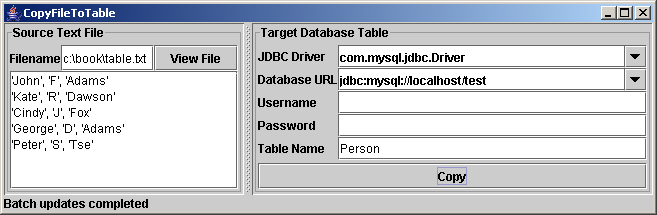 CopyFileToTable
Source Text File
Filename c:\book\table.txt View File
'John', 'F', 'Adams'
'Kate', 'R', 'Dawson'
'Cindy', 'J', 'Fox'
'George', 'D', 'Adams'
'Peter', 'S', 'Tse'
Target Database Table
JDBC Driver com.mysql.jdbc.Driver
Database URL jdbc:mysql://localhost/test
Username
Password
Table Name Person
Copy
Batch updates completed